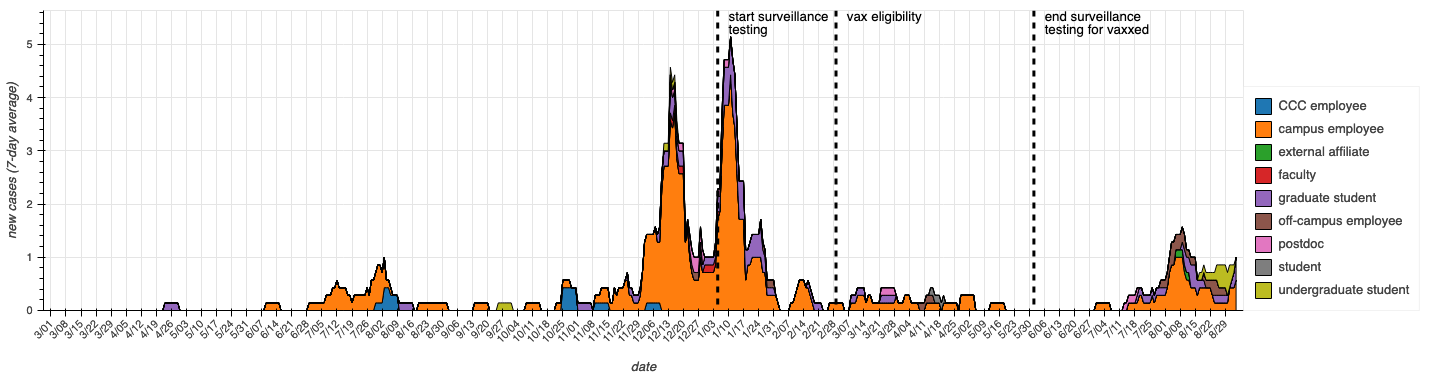 start surveillance
testing
vax eligibility
end surveillance
testing for vaxxed
new cases (7-day average)
5
4
3
2
1
0
3/01 3/08 3/15 3/22 3/29 4/05 4/12 4/19 4/26 5/03 5/10 5/17 5/24 5/31 6/07 6/14 6/21 6/28 7/05 7/12 7/19 7/26 8/02 8/09 8/16 8/23 8/30 9/06 9/13 9/20 9/27 10/04 10/11 10/18 10/25 11/01 11/08 11/15 11/22 11/29 12/06 12/13 12/20 12/27 1/03 1/10 1/17 1/24 1/31 2/07 2/14 2/21 2/28 3/07 3/14 3/21 3/28 4/04 4/11 4/18 4/25 5/02 5/09 5/16 5/23 5/30 6/06 6/13 6/20 6/27 7/04 7/11 7/18 7/25 8/01 8/08 8/15 8/22 8/29
date
CCC employee
campus employee
external affiliate
faculty
graduate student
off-campus employee
postdoc
student
undergraduate student